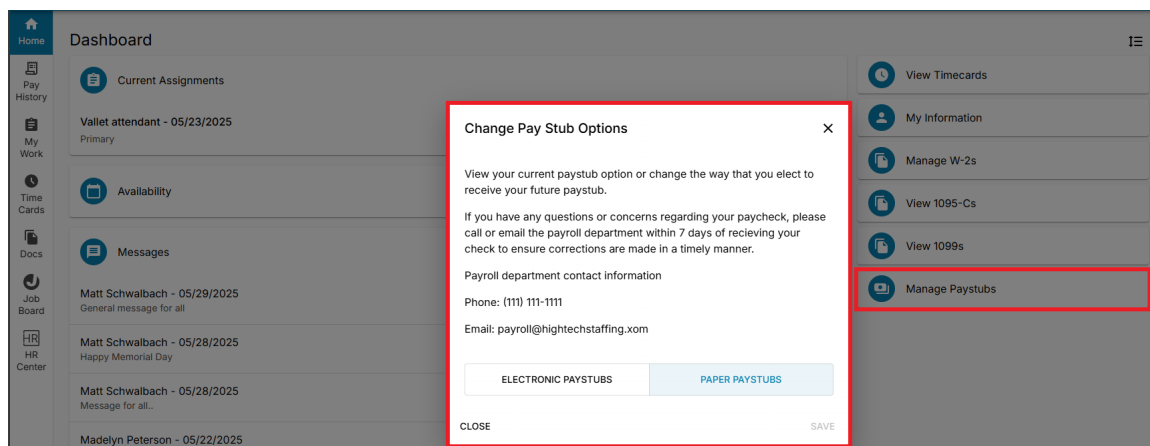 Home
Pay
History
My
Work
Time
Cards
Docs
Job
Board
HR
HR
Center
Dashboard
Current Assignments
Vallet attendant - 05/23/2025
Primary
Availability
Messages
Matt Schwalbach - 05/29/2025
General message for all
Matt Schwalbach - 05/28/2025
Happy Memorial Day
Matt Schwalbach - 05/28/2025
Message for all..
Madelyn Peterson - 05/22/2025
Change Pay Stub Options
View your current paystub option or change the way that you elect to
receive your future paystub.
If you have any questions or concerns regarding your paycheck, please
call or email the payroll department within 7 days of recieving your
check to ensure corrections are made in a timely manner.
Payroll department contact information
Phone: (111) 111-1111
Email: payroll@hightechstaffing.xom
ELECTRONIC PAYSTUBS
PAPER PAYSTUBS
CLOSE
SAVE
View Timecards
My Information
Manage W-2s
View 1095-Cs
View 1099s
Manage Paystubs